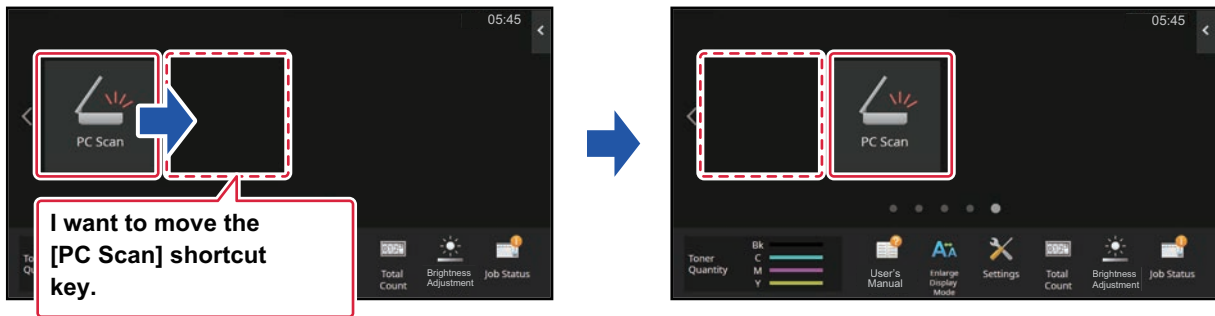 05:45
PC Scan
I want to move the
[PC Scan] shortcut
key.
Total
Count
Brightness
Adjustment
Job Status
05:45
PC Scan
Toner
Quantity
Bk
C
M
Y
User's
Manual
Enlarge
Display
Mode
Settings
Total
Count
Brightness
Adjustment
Job Status